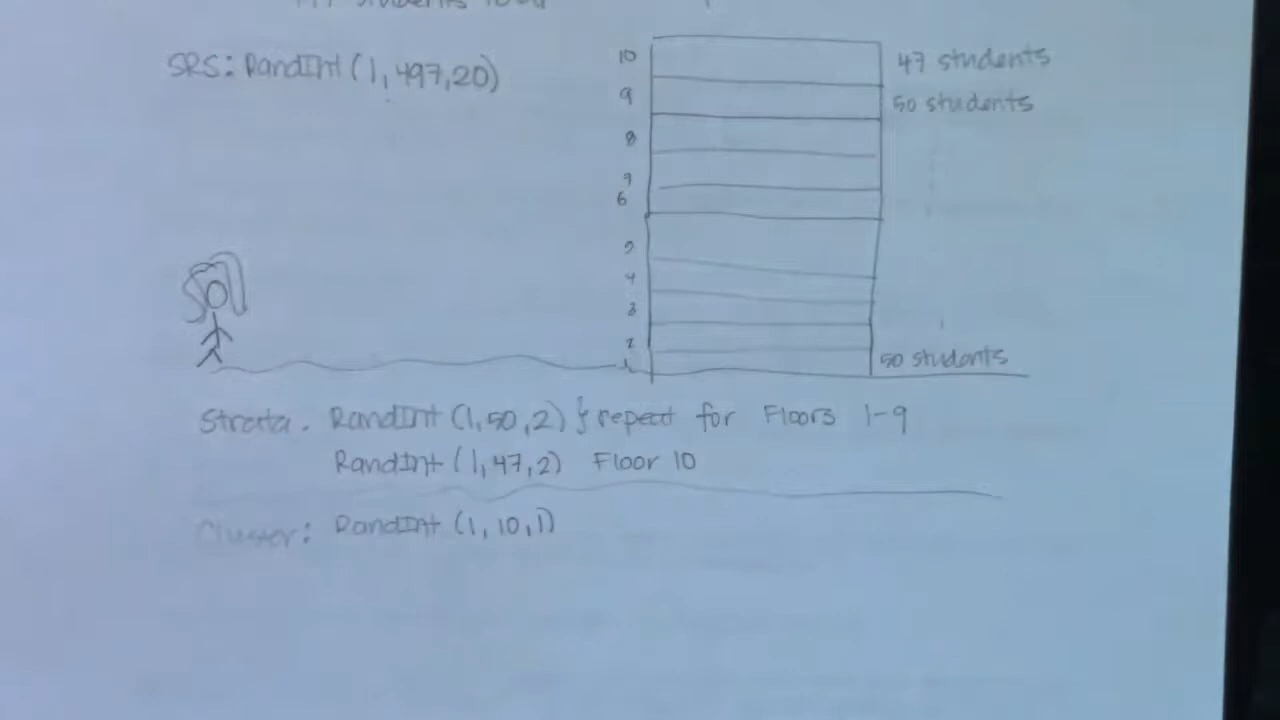 students total
SRS: RandInt (1,497,20)
10 47 students
9 50 students
8
7
6
5
4
3
2
1 50 students
Strata. RandInt (1,50,2) } repeat for Floors 1-9
RandInt (1,47,2) Floor 10
Cluster: RandInt (1,10,1)